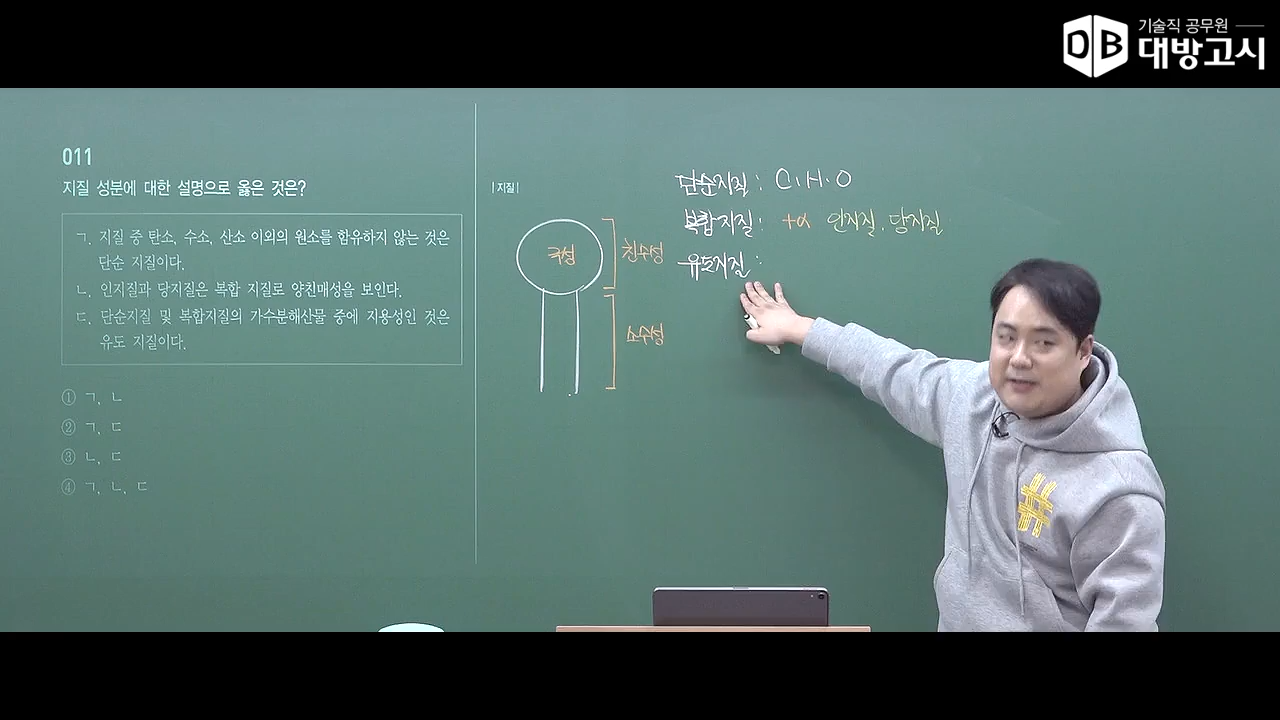 기술직 공무원
DB 대방고시
011
지질 성분에 대한 설명으로 옳은 것은?
ㄱ. 지질 중 탄소, 수소, 산소 이외의 원소를 함유하지 않는 것은
단순 지질이다.
ㄴ. 인지질과 당지질은 복합 지질로 양친매성을 보인다.
ㄷ. 단순지질 및 복합지질의 가수분해산물 중에 지용성인 것은
유도 지질이다.
① ㄱ, ㄴ
② ㄱ, ㄷ
③ ㄴ, ㄷ
④ ㄱ, ㄴ, ㄷ
|지질|
극성
친수성
소수성
단순지질 : C, H, O
복합지질 : +α 인지질, 당지질
유도지질 :